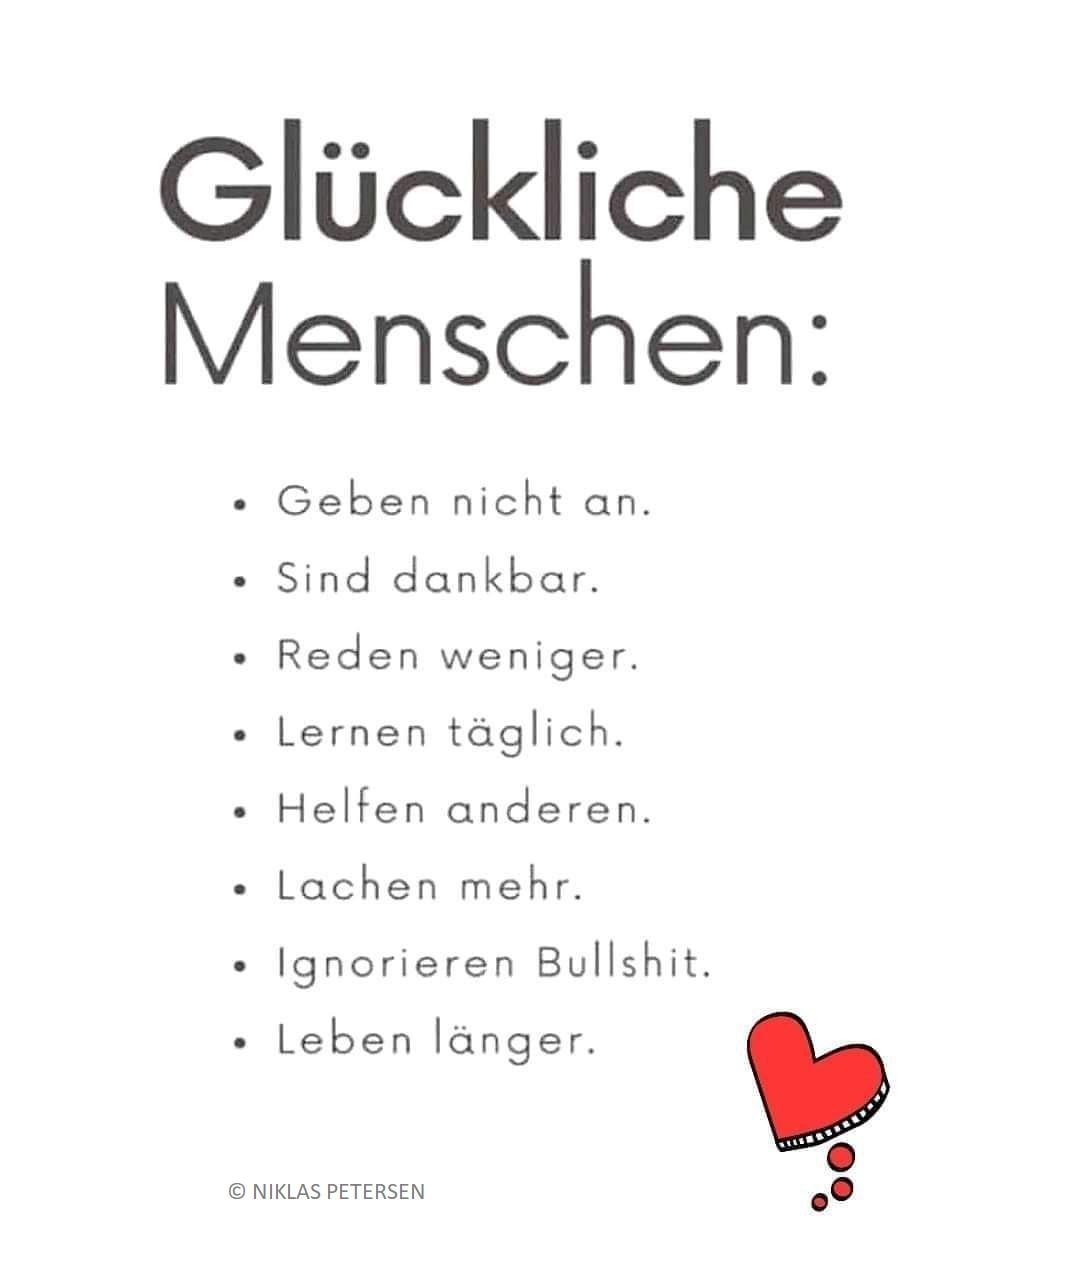 Glückliche
Menschen:
• Geben nicht an.
• Sind dankbar.
• Reden weniger.
• Lernen täglich.
• Helfen anderen.
• Lachen mehr.
• Ignorieren Bullshit.
• Leben länger.
© NIKLAS PETERSEN